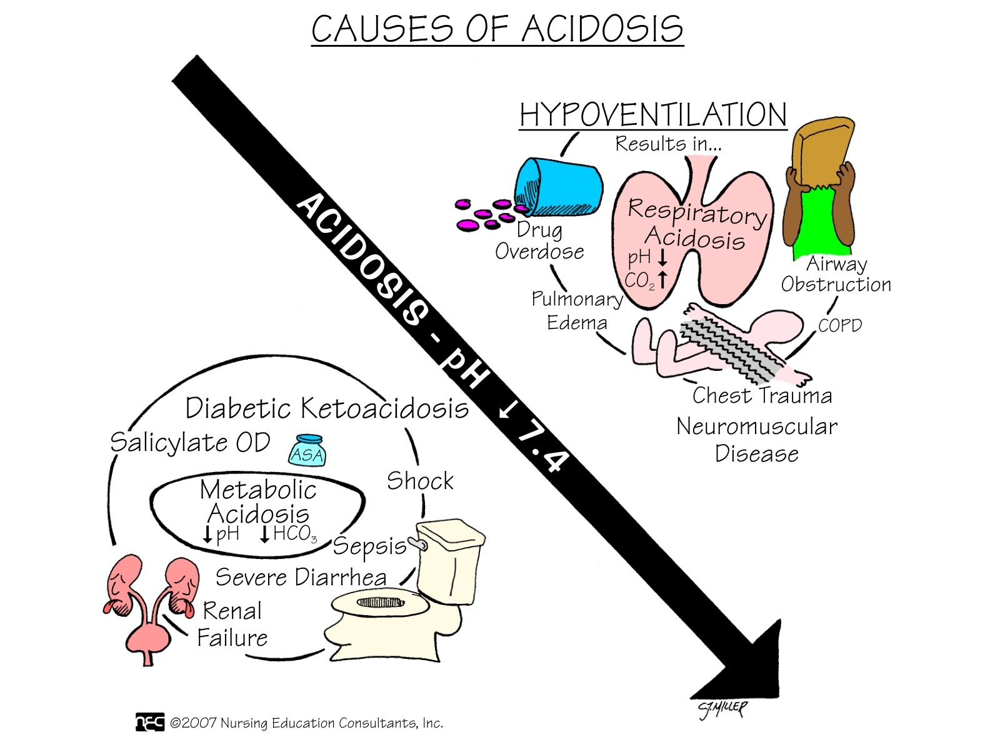 CAUSES OF ACIDOSIS
HYPOVENTILATION
Results in...
Respiratory
Acidosis
pH ↓
CO₂ ↑
Drug
Overdose
Pulmonary
Edema
Airway
Obstruction
COPD
Chest Trauma
Neuromuscular
Disease
ACIDOSIS - pH ↓ 7.4
Diabetic Ketoacidosis
Salicylate OD
ASA
Shock
Metabolic
Acidosis
↓pH ↓HCO₃
Sepsis
Severe Diarrhea
Renal
Failure
C.J.MILLER
nec ©2007 Nursing Education Consultants, Inc.